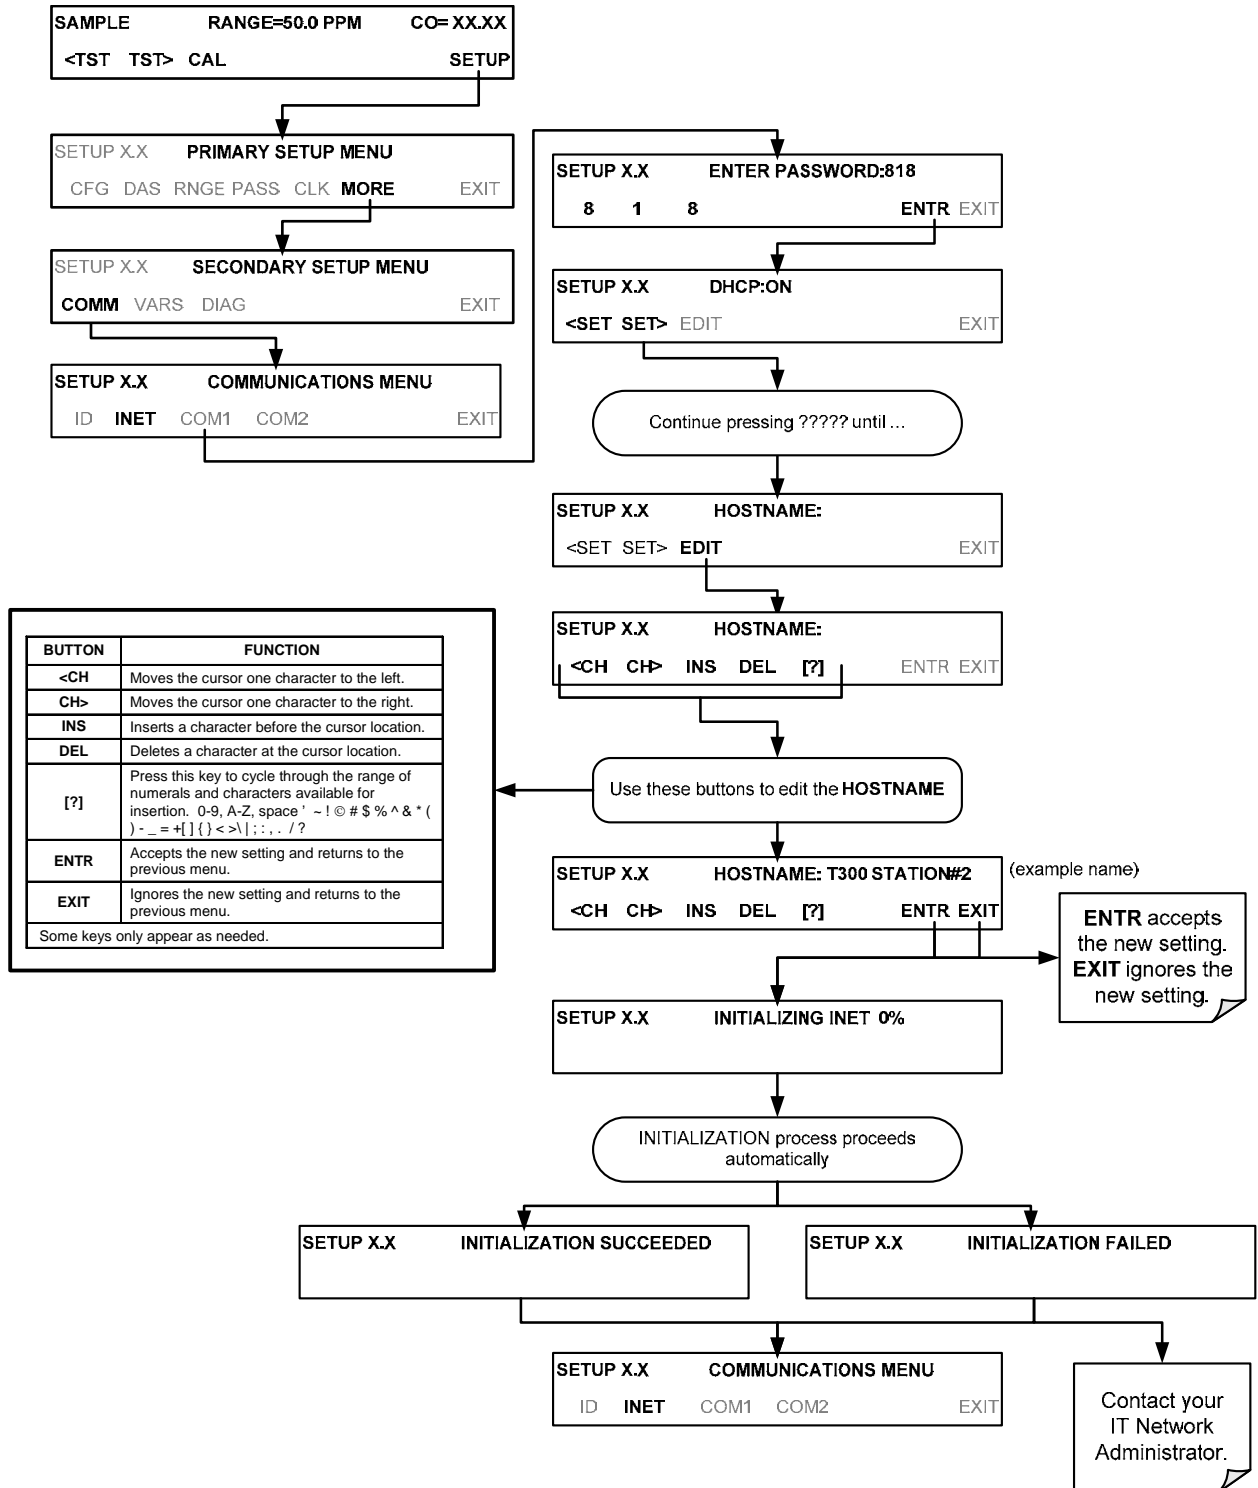 SAMPLE RANGE=50.0 PPM CO= XX.XX
<TST TST> CAL SETUP
SETUP X.X PRIMARY SETUP MENU
CFG DAS RNGE PASS CLK MORE EXIT
SETUP X.X SECONDARY SETUP MENU
COMM VARS DIAG EXIT
SETUP X.X COMMUNICATIONS MENU
ID INET COM1 COM2 EXIT
SETUP X.X ENTER PASSWORD:818
8 1 8 ENTR EXIT
SETUP X.X DHCP:ON
<SET SET> EDIT EXIT
Continue pressing ????? until ...
SETUP X.X HOSTNAME:
<SET SET> EDIT EXIT
SETUP X.X HOSTNAME:
<CH CH> INS DEL [?] ENTR EXIT
BUTTON FUNCTION
<CH Moves the cursor one character to the left.
CH> Moves the cursor one character to the right.
INS Inserts a character before the cursor location.
DEL Deletes a character at the cursor location.
[?] Press this key to cycle through the range of
numerals and characters available for
insertion. 0-9, A-Z, space ' ~ ! © # $ % ^ & * (
) - _ = +[ ] { } < >\ | ; : , . / ?
ENTR Accepts the new setting and returns to the
previous menu.
EXIT Ignores the new setting and returns to the
previous menu.
Some keys only appear as needed.
Use these buttons to edit the HOSTNAME
SETUP X.X HOSTNAME: T300 STATION#2
<CH CH> INS DEL [?] ENTR EXIT
(example name)
ENTR accepts
the new setting.
EXIT ignores the
new setting.
SETUP X.X INITIALIZING INET 0%
INITIALIZATION process proceeds
automatically
SETUP X.X INITIALIZATION SUCCEEDED
SETUP X.X INITIALIZATION FAILED
SETUP X.X COMMUNICATIONS MENU
ID INET COM1 COM2 EXIT
Contact your
IT Network
Administrator.